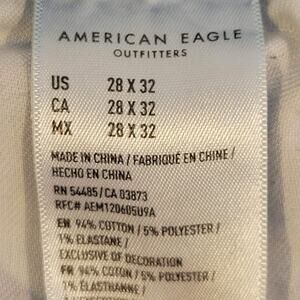 AMERICAN EAGLE
OUTFITTERS
US 28 X 32
CA 28 X 32
MX 28 X 32
MADE IN CHINA / FABRIQUÉ EN CHINE /
HECHO EN CHINA
RN 54485 / CA 03873
RFC# AEM120605U9A
EN 94% COTTON / 5% POLYESTER /
1% ELASTANE /
EXCLUSIVE OF DECORATION
FR 94% COTON / 5% POLYESTER /
1% ÉLASTHANNE /